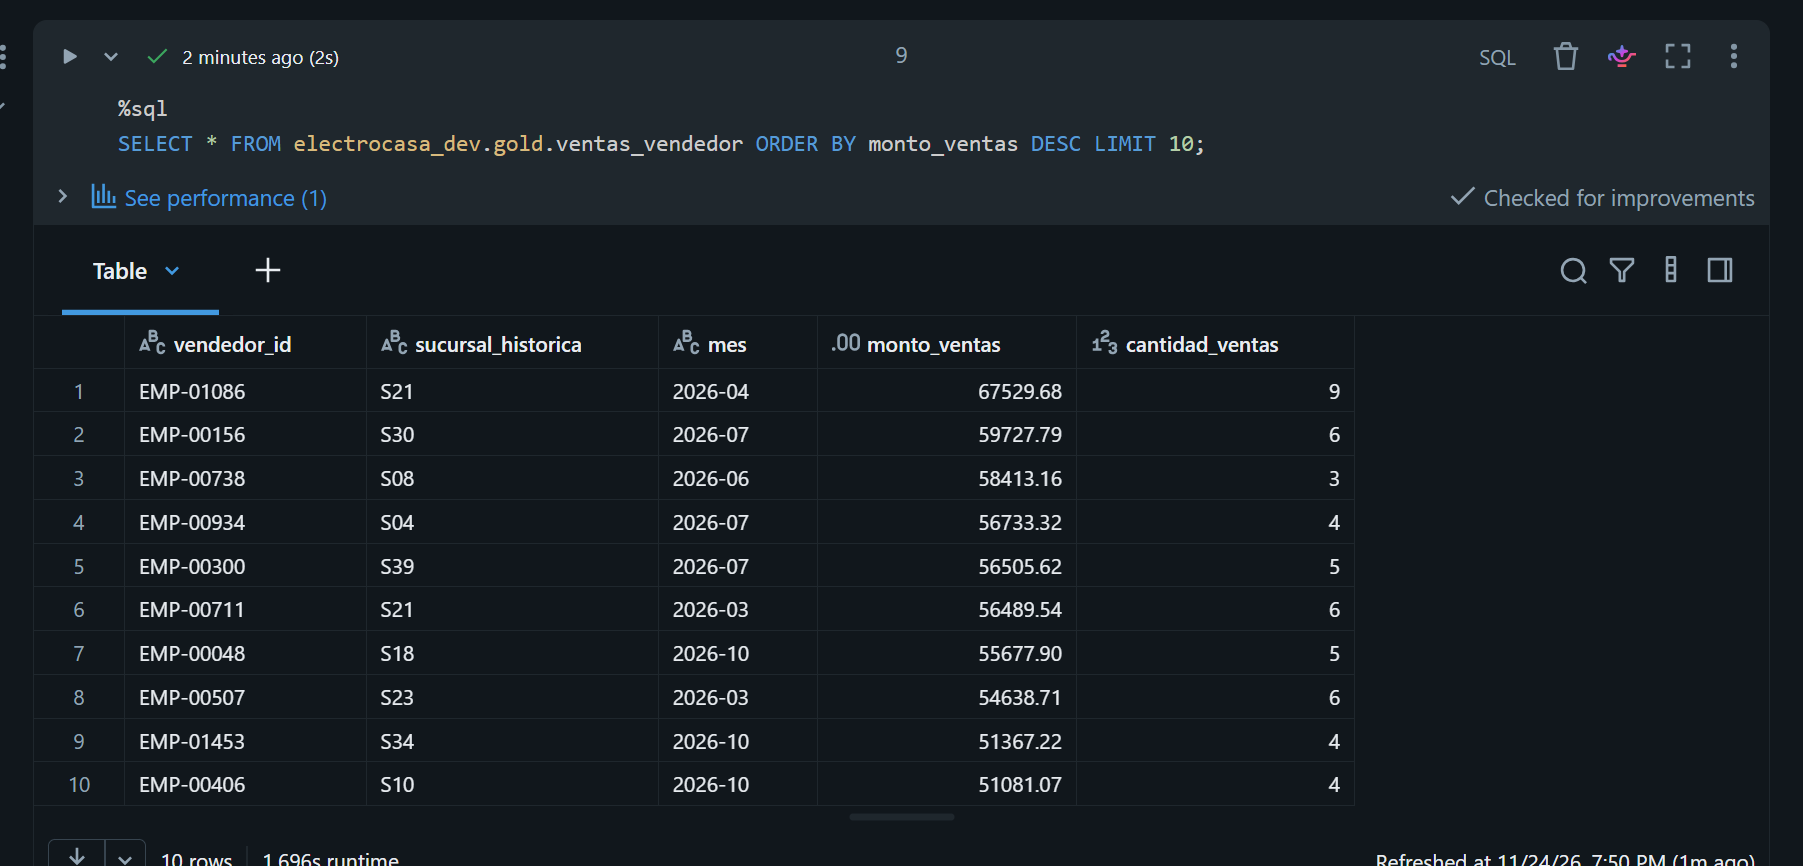 2 minutes ago (2s)
9
SQL
%sql
SELECT * FROM electrocasa_dev.gold.ventas_vendedor ORDER BY monto_ventas DESC LIMIT 10;
See performance (1)
Checked for improvements
Table
vendedor_id sucursal_historica mes .00 monto_ventas cantidad_ventas
1 EMP-01086 S21 2026-04 67529.68 9
2 EMP-00156 S30 2026-07 59727.79 6
3 EMP-00738 S08 2026-06 58413.16 3
4 EMP-00934 S04 2026-07 56733.32 4
5 EMP-00300 S39 2026-07 56505.62 5
6 EMP-00711 S21 2026-03 56489.54 6
7 EMP-00048 S18 2026-10 55677.90 5
8 EMP-00507 S23 2026-03 54638.71 6
9 EMP-01453 S34 2026-10 51367.22 4
10 EMP-00406 S10 2026-10 51081.07 4
10 rows 1.696s runtime Refreshed at 11/24/26, 7:50 PM (1m ago)